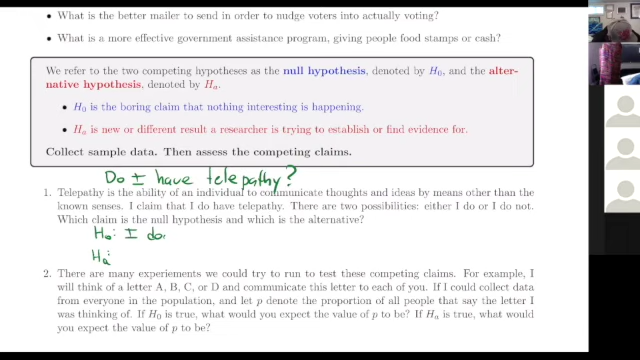 • What is the better mailer to send in order to nudge voters into actually voting?
• What is a more effective government assistance program, giving people food stamps or cash?
We refer to the two competing hypotheses as the null hypothesis, denoted by H₀, and the alter-
native hypothesis, denoted by Hₐ.
• H₀ is the boring claim that nothing interesting is happening.
• Hₐ is new or different result a researcher is trying to establish or find evidence for.
Collect sample data. Then assess the competing claims.
Do I have telepathy?
1. Telepathy is the ability of an individual to communicate thoughts and ideas by means other than the
known senses. I claim that I do have telepathy. There are two possibilities: either I do or I do not.
Which claim is the null hypothesis and which is the alternative?
H₀: I do
Hₐ:
2. There are many experiements we could try to run to test these competing claims. For example, I
will think of a letter A, B, C, or D and communicate this letter to each of you. If I could collect data
from everyone in the population, and let p denote the proportion of all people that say the letter I
was thinking of. If H₀ is true, what would you expect the value of p to be? If Hₐ is true, what would
you expect the value of p to be?